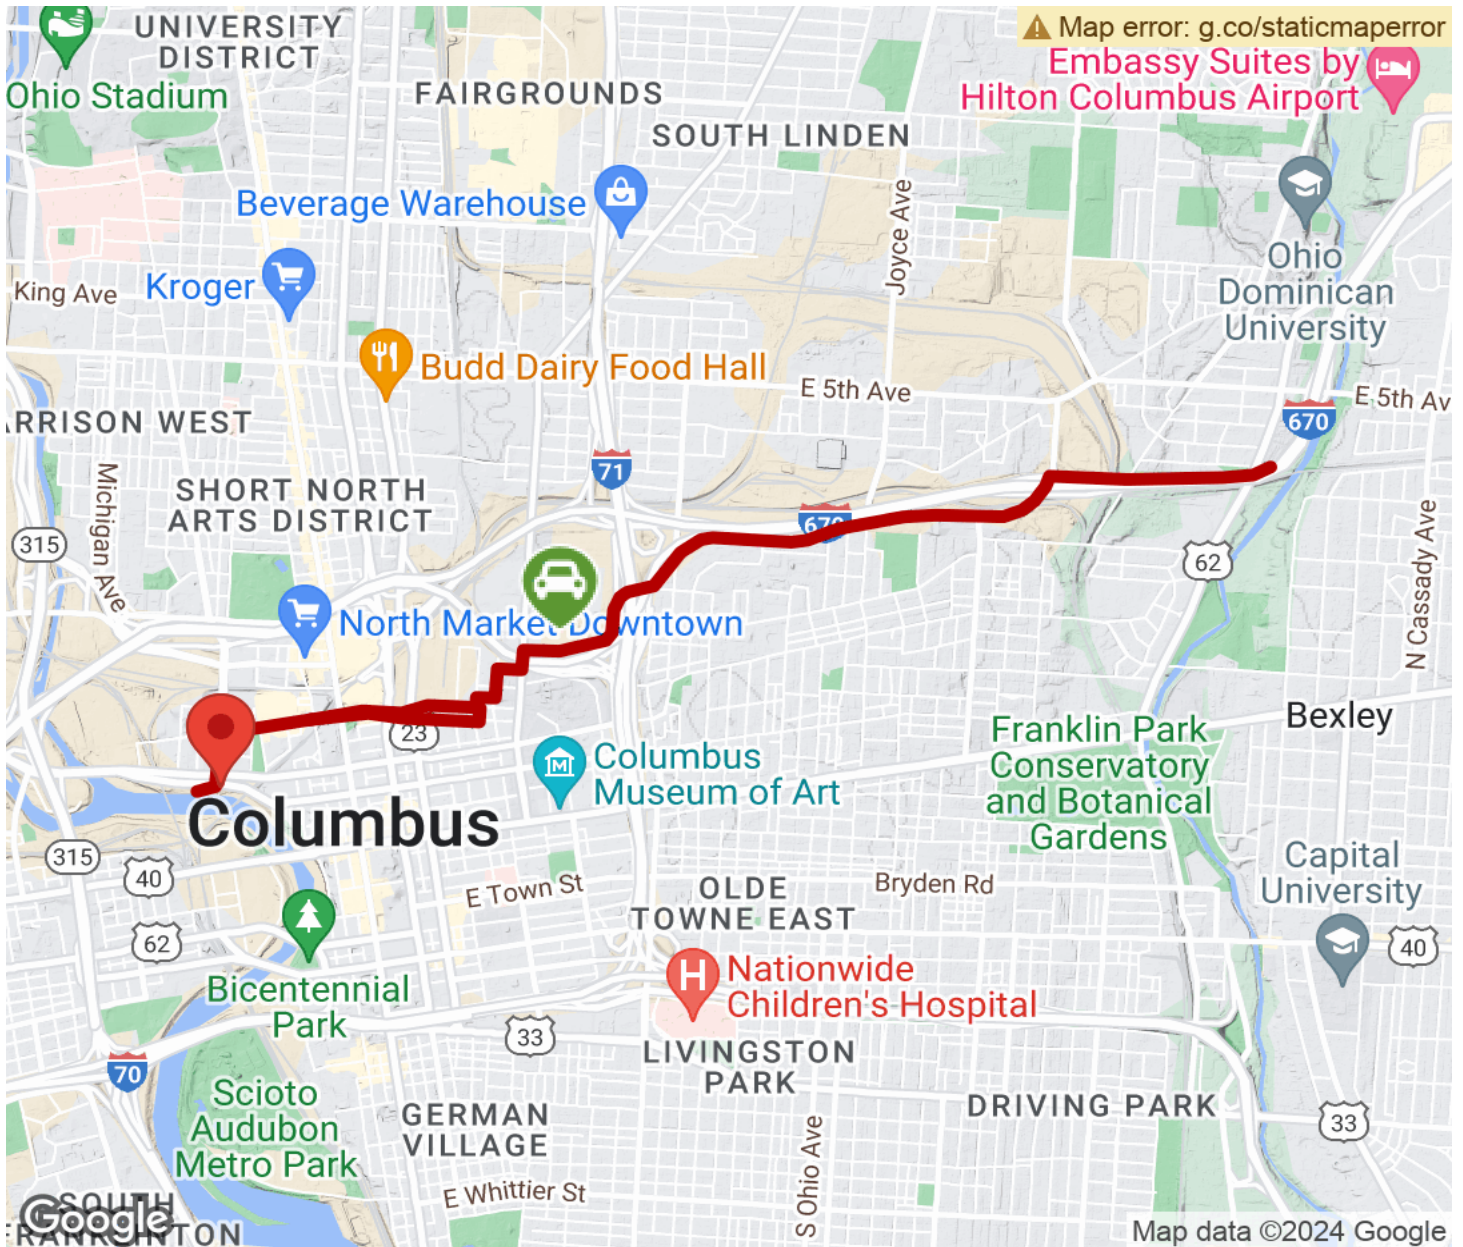 UNIVERSITY
DISTRICT
Map error: g.co/staticmaperror
Ohio Stadium
FAIRGROUNDS
Embassy Suites by
Hilton Columbus Airport
SOUTH LINDEN
Beverage Warehouse
Joyce Ave
Ohio
Dominican
University
King Ave
Kroger
Budd Dairy Food Hall
E 5th Ave
E 5th Av
670
RRISON WEST
71
Michigan Ave
SHORT NORTH
ARTS DISTRICT
670
315
62
N Cassady Ave
North Market Downtown
23
Bexley
Franklin Park
Conservatory
and Botanical
Gardens
Columbus
Museum of Art
Columbus
315
40
E Town St
OLDE
TOWNE EAST
Bryden Rd
Capital
University
62
40
Bicentennial
Park
H
Nationwide
Children's Hospital
33
70
LIVINGSTON
PARK
Scioto
Audubon
Metro Park
GERMAN
VILLAGE
DRIVING PARK
33
S Ohio Ave
E Whittier St
SOUTH
FRANKLINTON
Google
Map data ©2024 Google